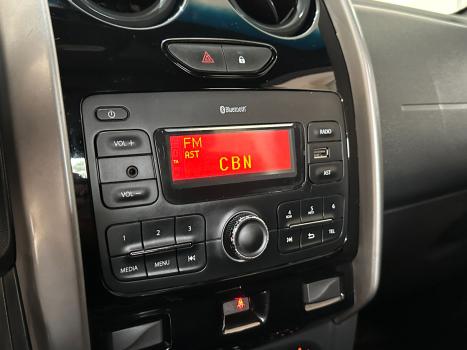 Bluetooth
VOL +
RADIO
FM
TA AST
CBN
AST
VOL −
1 2 3
4 5 6
MEDIA MENU
TEL